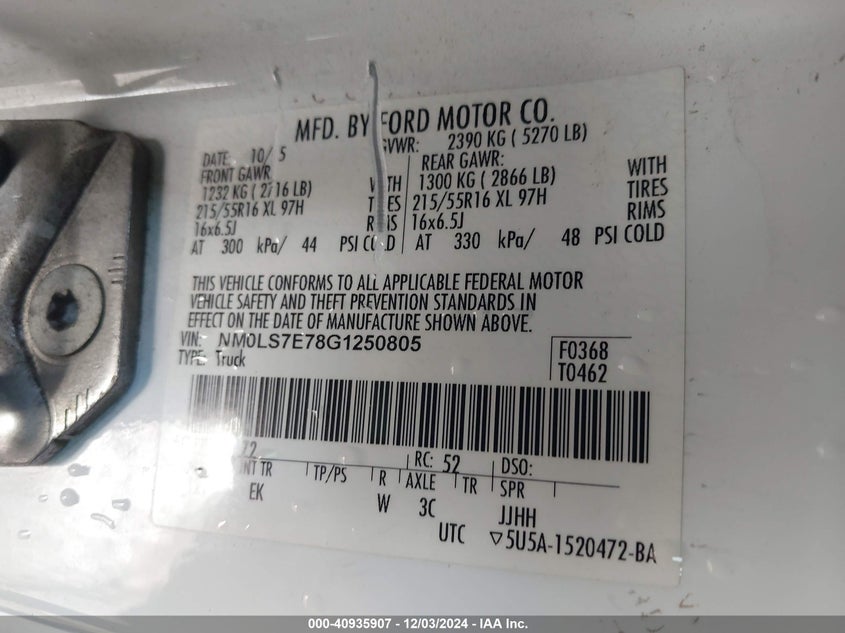 MFD. BY FORD MOTOR CO.
DATE: 10/ 5 GVWR: 2390 KG ( 5270 LB)
FRONT GAWR: REAR GAWR:
1232 KG ( 2716 LB) WITH 1300 KG ( 2866 LB) WITH
215/55R16 XL 97H TIRES 215/55R16 XL 97H TIRES
16x6.5J RIMS 16x6.5J RIMS
AT 300 kPa/ 44 PSI COLD AT 330 kPa/ 48 PSI COLD
THIS VEHICLE CONFORMS TO ALL APPLICABLE FEDERAL MOTOR
VEHICLE SAFETY AND THEFT PREVENTION STANDARDS IN
EFFECT ON THE DATE OF MANUFACTURE SHOWN ABOVE.
VIN: NM0LS7E78G1250805
TYPE: Truck
F0368
T0462
RC: 52 DSO:
INT TR TP/PS R AXLE TR SPR
EK W 3C JJHH
UTC ▽5U5A-1520472-BA
000-40935907 - 12/03/2024 - IAA Inc.